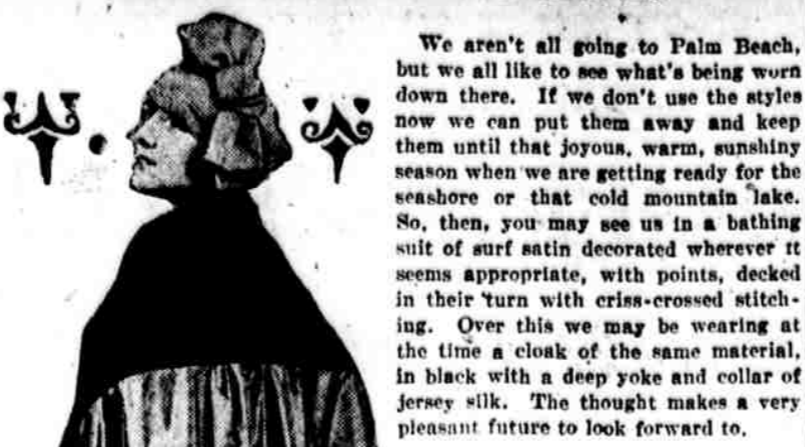 We aren't all going to Palm Beach,
but we all like to see what's being worn
down there. If we don't use the styles
now we can put them away and keep
them until that joyous, warm, sunshiny
season when we are getting ready for the
seashore or that cold mountain lake.
So, then, you may see us in a bathing
suit of surf satin decorated wherever it
seems appropriate, with points, decked
in their turn with criss-crossed stitch-
ing. Over this we may be wearing at
the time a cloak of the same material,
in black with a deep yoke and collar of
jersey silk. The thought makes a very
pleasant future to look forward to.